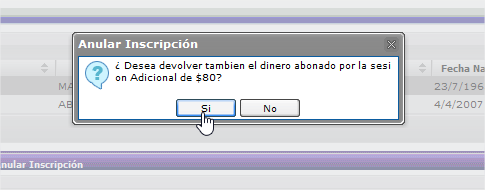 Anular Inscripción
¿ Desea devolver tambien el dinero abonado por la sesi
on Adicional de $80?
Fecha Na
MA
23/7/196
Si
No
AB
4/4/2007
nular Inscripción